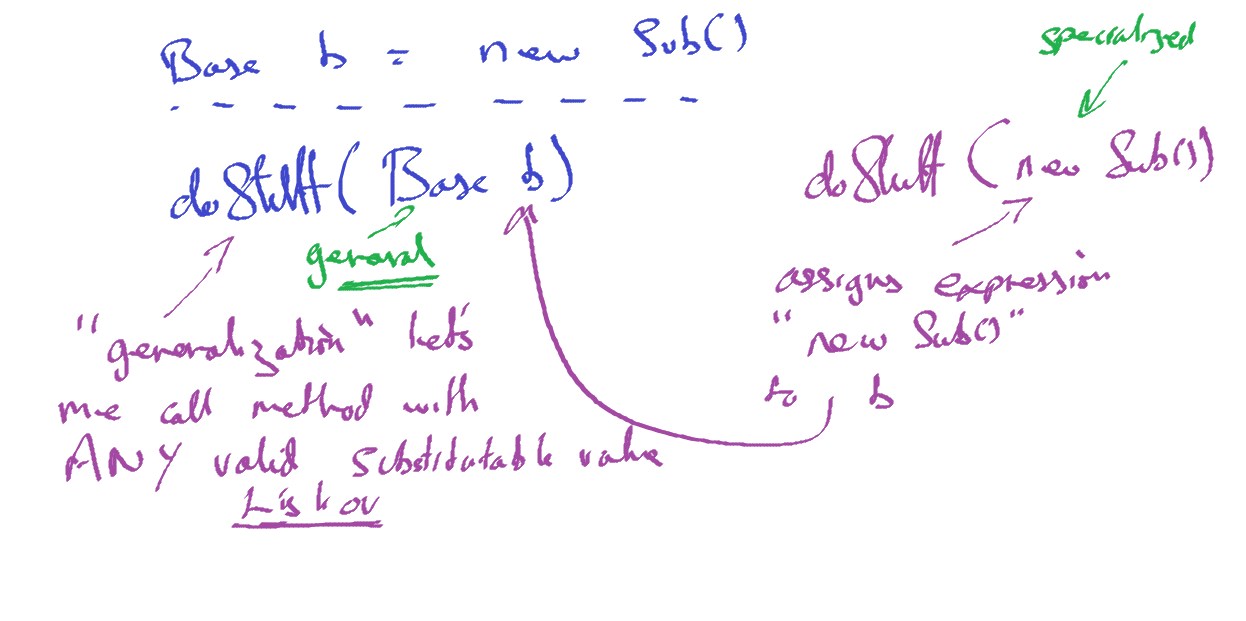 Base b = new Sub()
doStuff(Base b)
general
"generalization" lets
me call method with
ANY valid substitutable value
Liskov
specialized
doStuff (new Sub())
assigns expression
"new Sub()"
to b